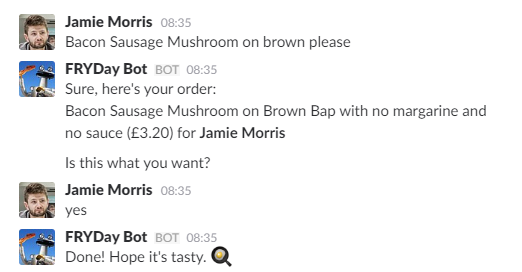 Jamie Morris 08:35
Bacon Sausage Mushroom on brown please
FRYDay Bot BOT 08:35
Sure, here's your order:
Bacon Sausage Mushroom on Brown Bap with no margarine and
no sauce (£3.20) for Jamie Morris
Is this what you want?
Jamie Morris 08:35
yes
FRYDay Bot BOT 08:35
Done! Hope it's tasty.